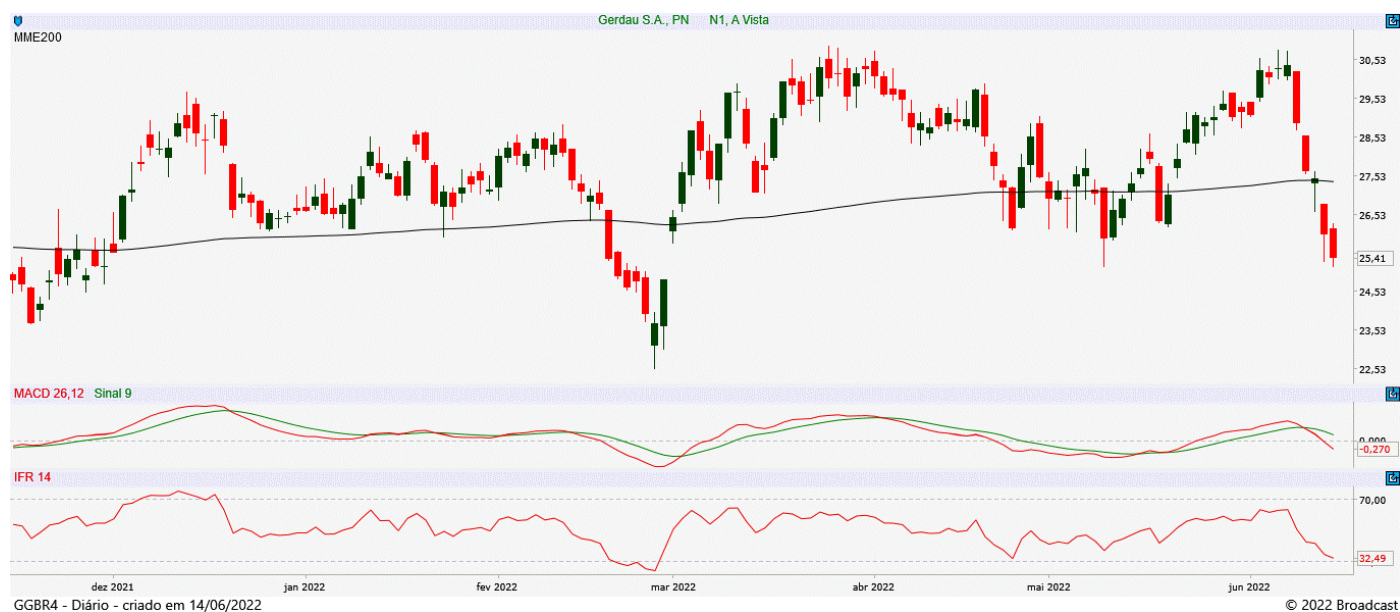 Gerdau S.A., PN N1, A Vista
MME200
30,53
29,53
28,53
27,53
26,53
25,41
24,53
23,53
22,53
MACD 26,12 Sinal 9
0,000
-0,270
IFR 14
70,00
32,49
dez 2021 jan 2022 fev 2022 mar 2022 abr 2022 mai 2022 jun 2022
GGBR4 - Diário - criado em 14/06/2022 © 2022 Broadcast